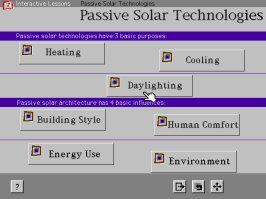 Interactive Lessons Passive Solar Technologies
Passive Solar Technologies
Passive solar technologies have 3 basic purposes:
Heating
Cooling
Daylighting
Passive solar architecture has 4 basic influences:
Building Style
Human Comfort
Energy Use
Environment
?